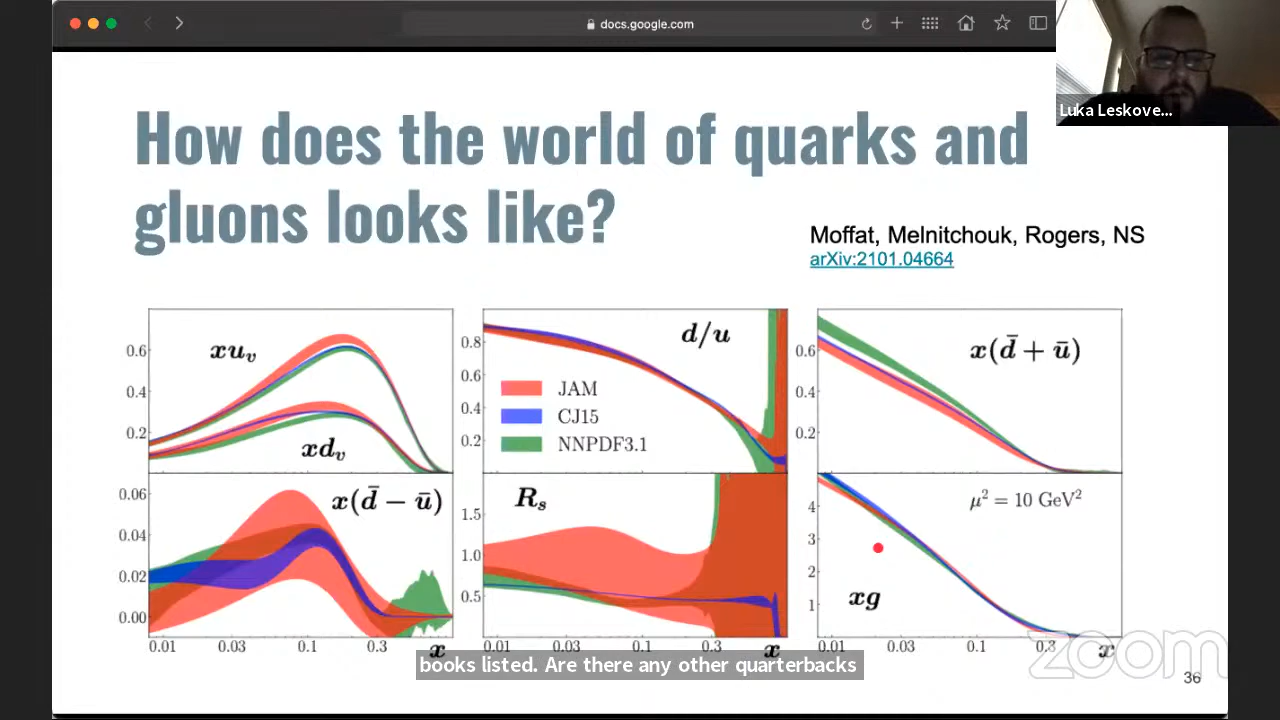 docs.google.com
Luka Leskove...
How does the world of quarks and
gluons looks like?
Moffat, Melnitchouk, Rogers, NS
arXiv:2101.04664
xu_v
xd_v
0.6
0.4
0.2
d/u
JAM
CJ15
NNPDF3.1
0.8
0.6
0.4
0.2
x(d̄ + ū)
0.6
0.4
0.2
x(d̄ − ū)
0.06
0.04
0.02
0.00
0.01 0.03 0.1 0.3 x
R_s
1.5
1.0
0.5
0.01 0.03 0.1 0.3 x
μ² = 10 GeV²
xg
4
3
2
1
0.01 0.03 0.1 0.3 x
books listed. Are there any other quarterbacks
zoom
36